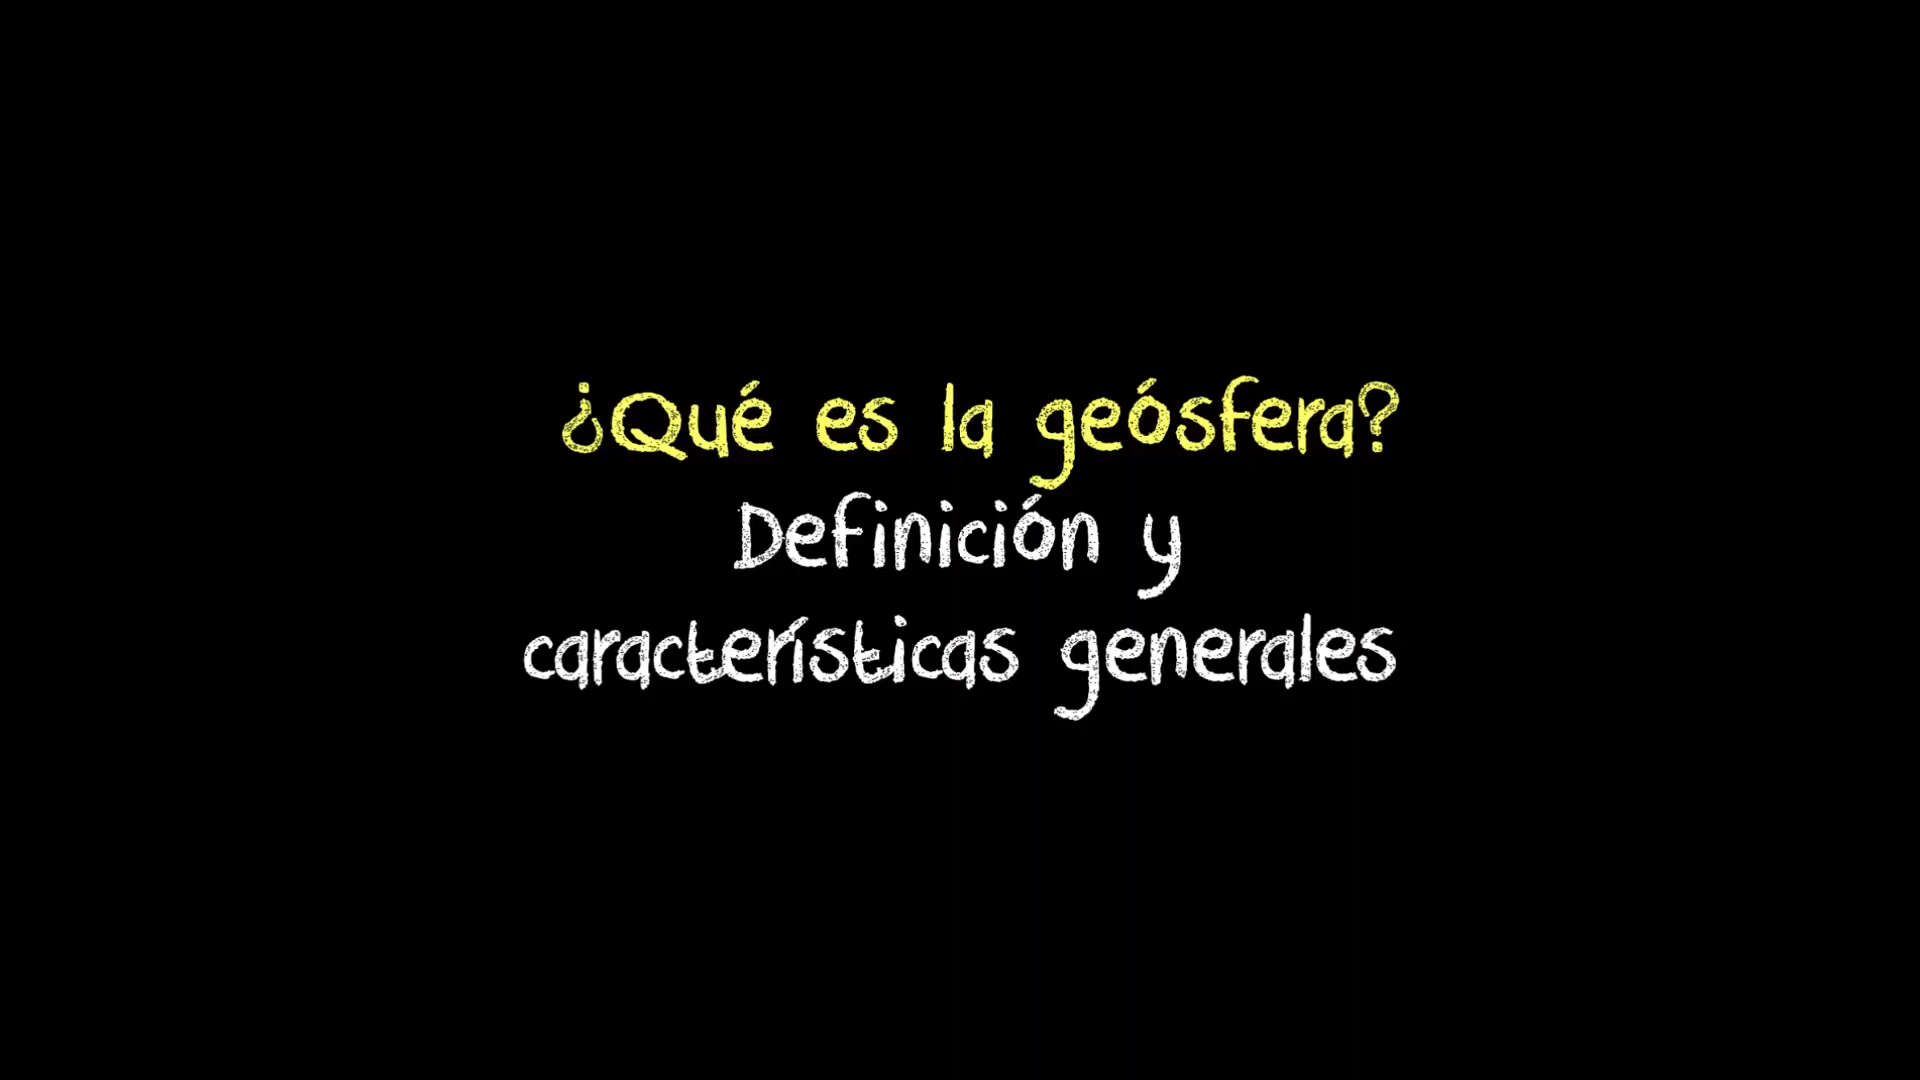 ¿Qué es la geósfera?
Definición y
características generales